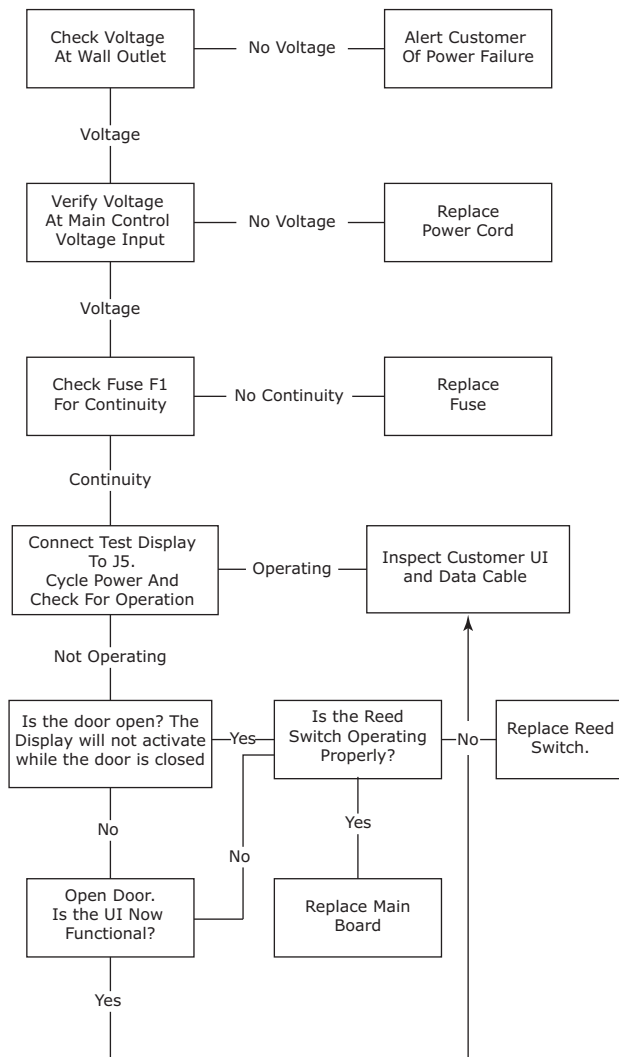 Check Voltage
At Wall Outlet
No Voltage
Alert Customer
Of Power Failure
Voltage
Verify Voltage
At Main Control
Voltage Input
No Voltage
Replace
Power Cord
Voltage
Check Fuse F1
For Continuity
No Continuity
Replace
Fuse
Continuity
Connect Test Display
To J5.
Cycle Power And
Check For Operation
Operating
Inspect Customer UI
and Data Cable
Not Operating
Is the door open? The
Display will not activate
while the door is closed
Yes
Is the Reed
Switch Operating
Properly?
No
Replace Reed
Switch.
No
No
Yes
Open Door.
Is the UI Now
Functional?
Replace Main
Board
Yes